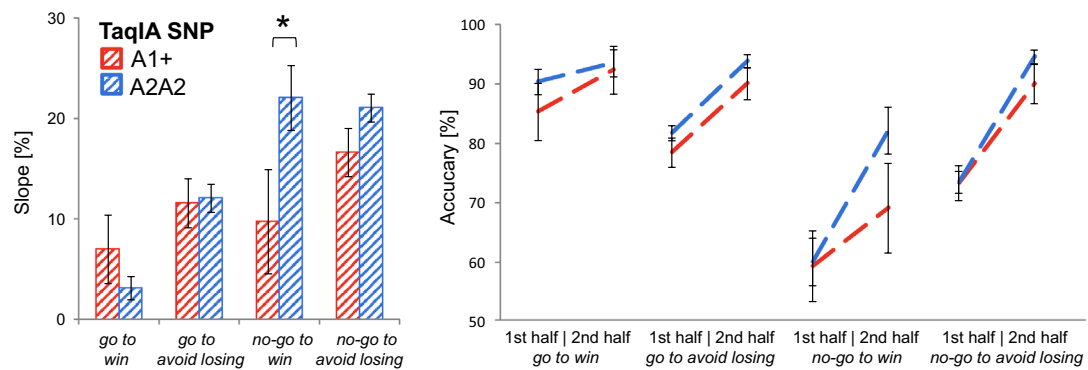 TaqIA SNP
A1+
A2A2
*
Slope [%]
30
20
10
0
go to
win
go to
avoid losing
no-go to
win
no-go to
avoid losing
Accucary [%]
100
90
80
70
60
50
1st half | 2nd half
go to win
1st half | 2nd half
go to avoid losing
1st half | 2nd half
no-go to win
1st half | 2nd half
no-go to avoid losing